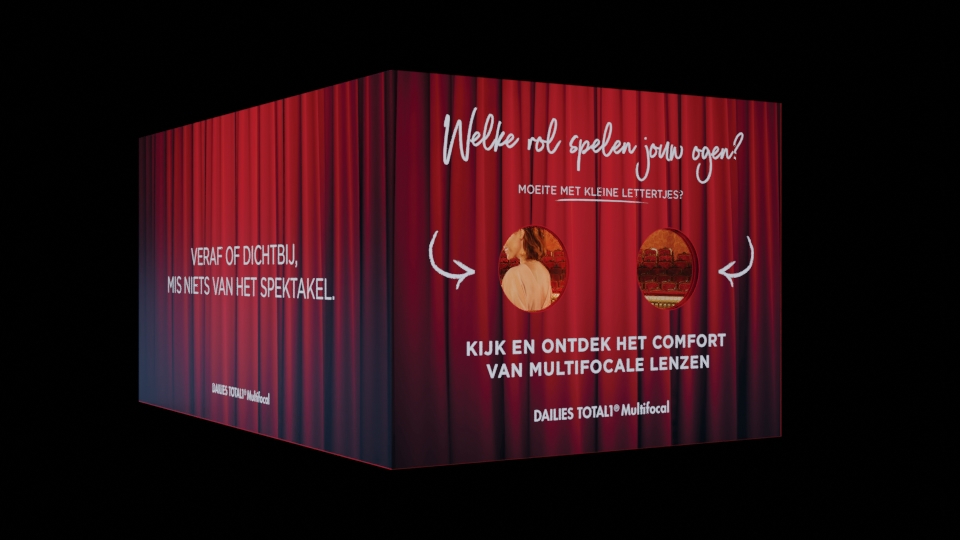 VERAF OF DICHTBIJ,
MIS NIETS VAN HET SPEKTAKEL.
DAILIES TOTAL1® Multifocal
Welke rol spelen jouw ogen?
MOEITE MET KLEINE LETTERTJES?
KIJK EN ONTDEK HET COMFORT
VAN MULTIFOCALE LENZEN
DAILIES TOTAL1® Multifocal